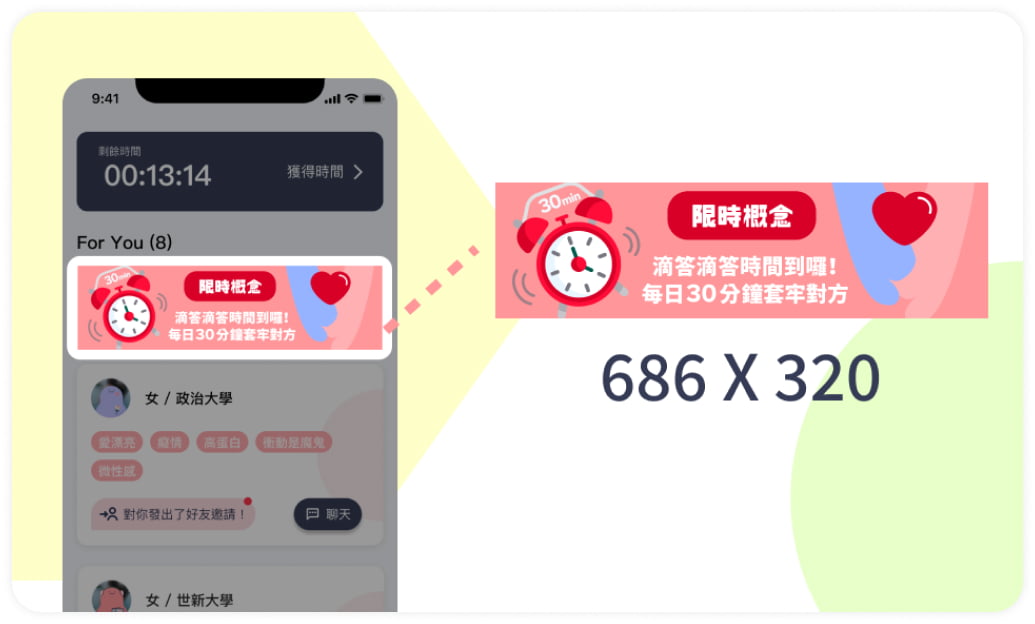 9:41
剩餘時間
00:13:14
獲得時間
For You (8)
30min
限時概念
滴答滴答時間到囉!
每日30分鐘套牢對方
女 / 政治大學
愛漂亮
癡情
高蛋白
衝動是魔鬼
微性感
對你發出了好友邀請!
聊天
女 / 世新大學
30min
限時概念
滴答滴答時間到囉!
每日30分鐘套牢對方
686 X 320